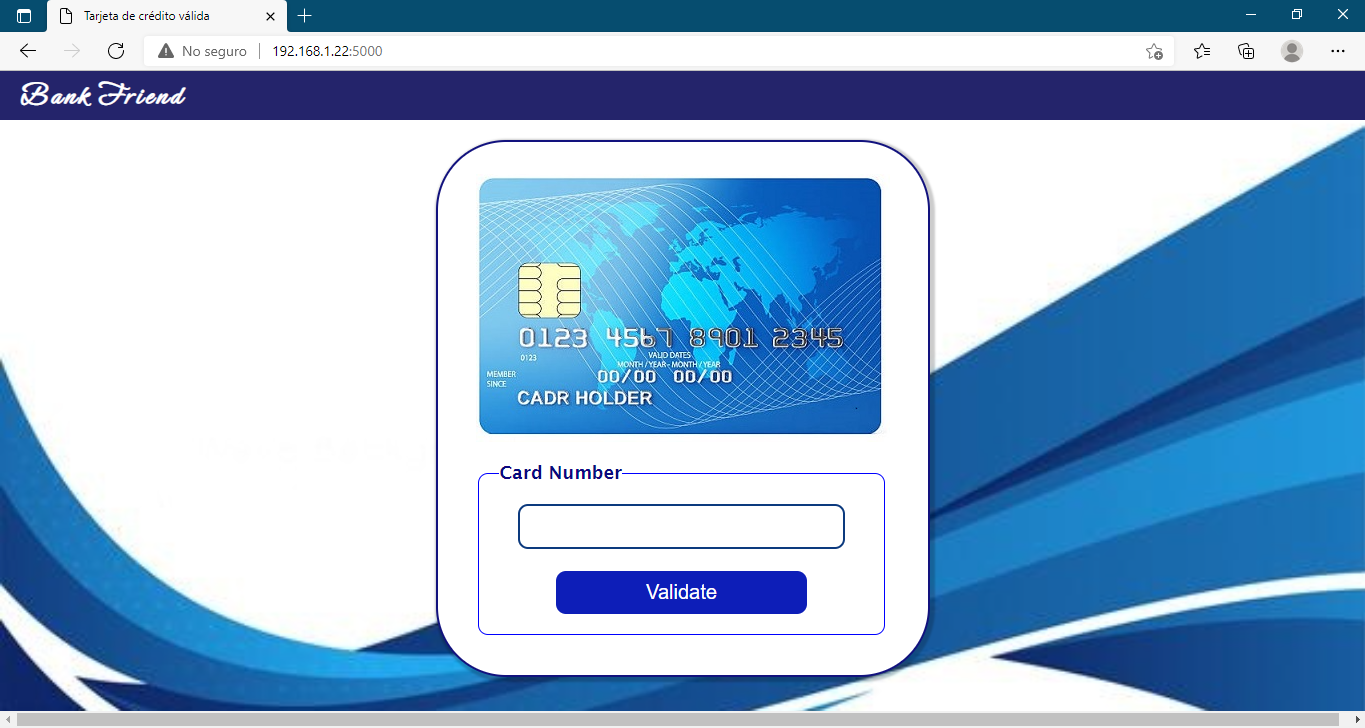 Tarjeta de crédito válida
No seguro
192.168.1.22:5000
Bank Friend
0123 4567 8901 2345
0123
VALID DATES
MONTH / YEAR - MONTH / YEAR
MEMBER
SINCE
00/00 00/00
CADR HOLDER
Card Number
Validate